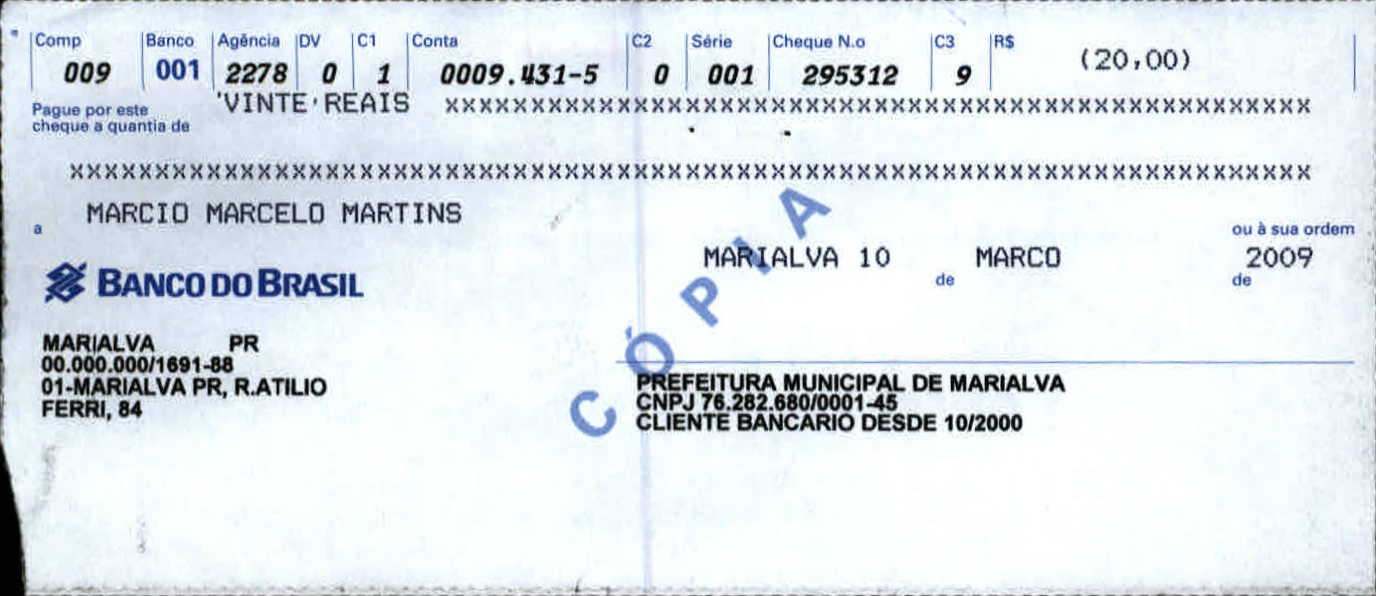 Comp Banco Agência DV C1 Conta C2 Série Cheque N.o C3 R$ (20,00)
009 001 2278 0 1 0009.431-5 0 001 295312 9
Pague por este cheque a quantia de 'VINTE'REAIS XXXXXXXXXXXXXXXXXXXXXXXXXXXXXXXXXXXXXXXXXXXXXXXXXXX
XXXXXXXXXXXXXXXXXXXXXXXXXXXXXXXXXXXXXXXXXXXXXXXXXXXXXXXXXXXXXXXXXXXXXXXXX
a MARCIO MARCELO MARTINS ou à sua ordem
MARIALVA 10 de MARCO de 2009
BANCO DO BRASIL
CÓPIA
MARIALVA PR
00.000.000/1691-88
01-MARIALVA PR, R.ATILIO
FERRI, 84
PREFEITURA MUNICIPAL DE MARIALVA
CNPJ 76.282.680/0001-45
CLIENTE BANCARIO DESDE 10/2000